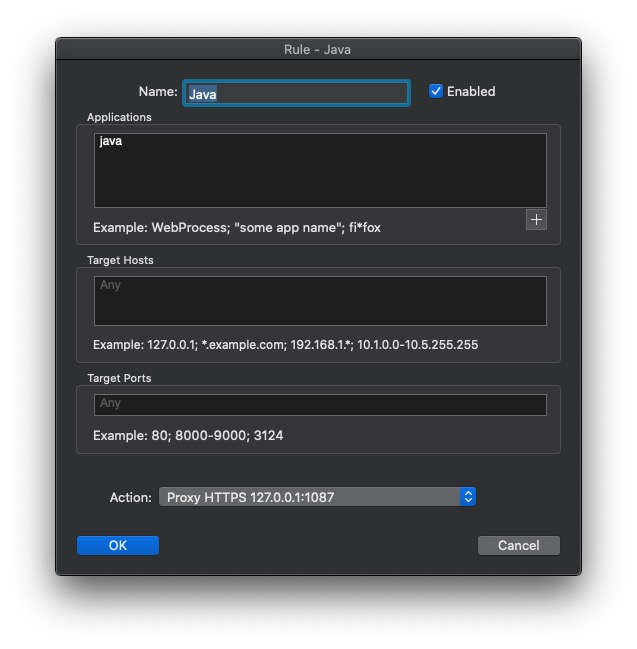 Rule - Java
Name: Java Enabled
Applications
java
Example: WebProcess; "some app name"; fi*fox
Target Hosts
Any
Example: 127.0.0.1; *.example.com; 192.168.1.*; 10.1.0.0-10.5.255.255
Target Ports
Any
Example: 80; 8000-9000; 3124
Action: Proxy HTTPS 127.0.0.1:1087
OK Cancel